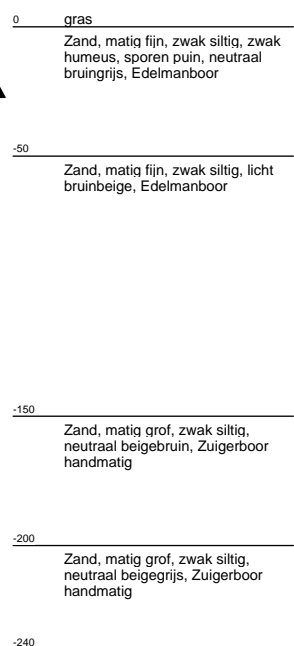 0 gras
Zand, matig fijn, zwak siltig, zwak
humeus, sporen puin, neutraal
bruingrijs, Edelmanboor
-50
Zand, matig fijn, zwak siltig, licht
bruinbeige, Edelmanboor
-150
Zand, matig grof, zwak siltig,
neutraal beigebruin, Zuigerboor
handmatig
-200
Zand, matig grof, zwak siltig,
neutraal beigegrijs, Zuigerboor
handmatig
-240